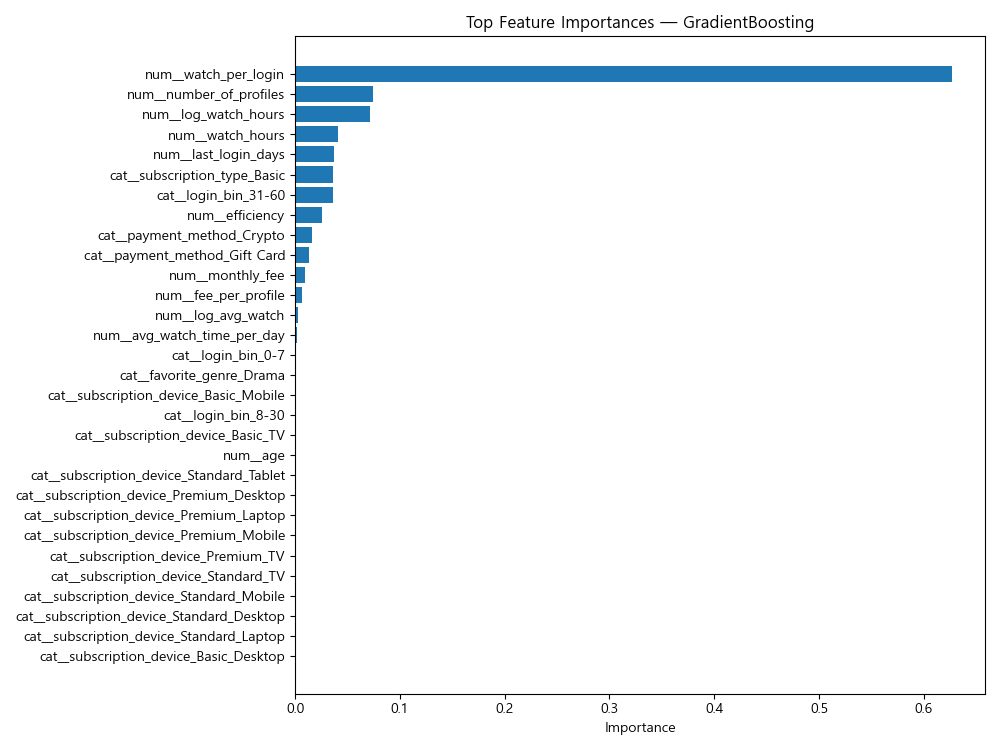 Top Feature Importances — GradientBoosting
num__watch_per_login
num__number_of_profiles
num__log_watch_hours
num__watch_hours
num__last_login_days
cat__subscription_type_Basic
cat__login_bin_31-60
num__efficiency
cat__payment_method_Crypto
cat__payment_method_Gift Card
num__monthly_fee
num__fee_per_profile
num__log_avg_watch
num__avg_watch_time_per_day
cat__login_bin_0-7
cat__favorite_genre_Drama
cat__subscription_device_Basic_Mobile
cat__login_bin_8-30
cat__subscription_device_Basic_TV
num__age
cat__subscription_device_Standard_Tablet
cat__subscription_device_Premium_Desktop
cat__subscription_device_Premium_Laptop
cat__subscription_device_Premium_Mobile
cat__subscription_device_Premium_TV
cat__subscription_device_Standard_TV
cat__subscription_device_Standard_Mobile
cat__subscription_device_Standard_Desktop
cat__subscription_device_Standard_Laptop
cat__subscription_device_Basic_Desktop
0.0 0.1 0.2 0.3 0.4 0.5 0.6
Importance